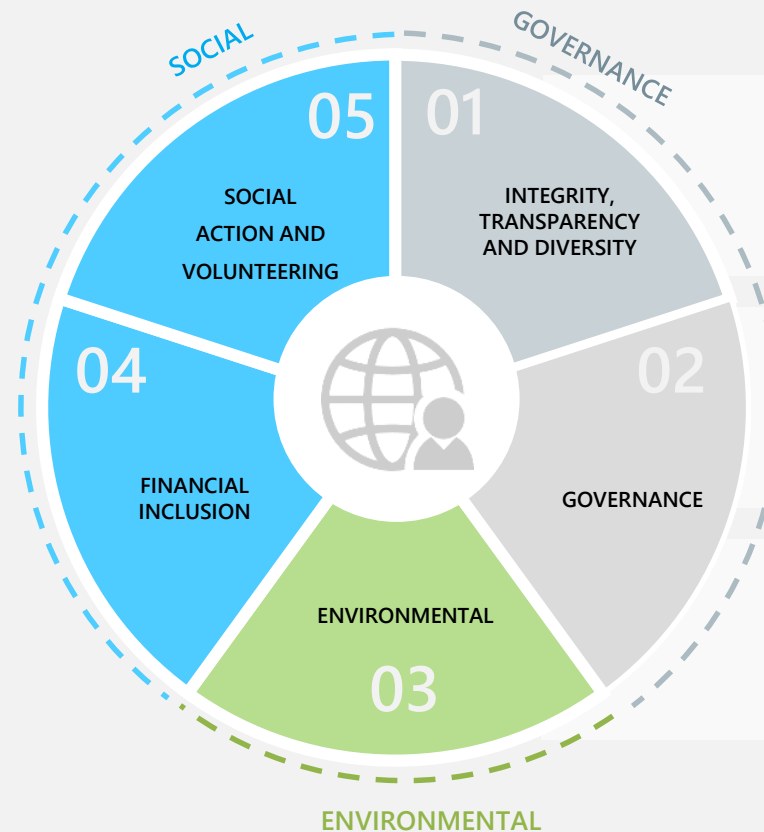 SOCIAL
GOVERNANCE
05
SOCIAL
ACTION AND
VOLUNTEERING
01
INTEGRITY,
TRANSPARENCY
AND DIVERSITY
04
FINANCIAL
INCLUSION
02
GOVERNANCE
ENVIRONMENTAL
03
ENVIRONMENTAL